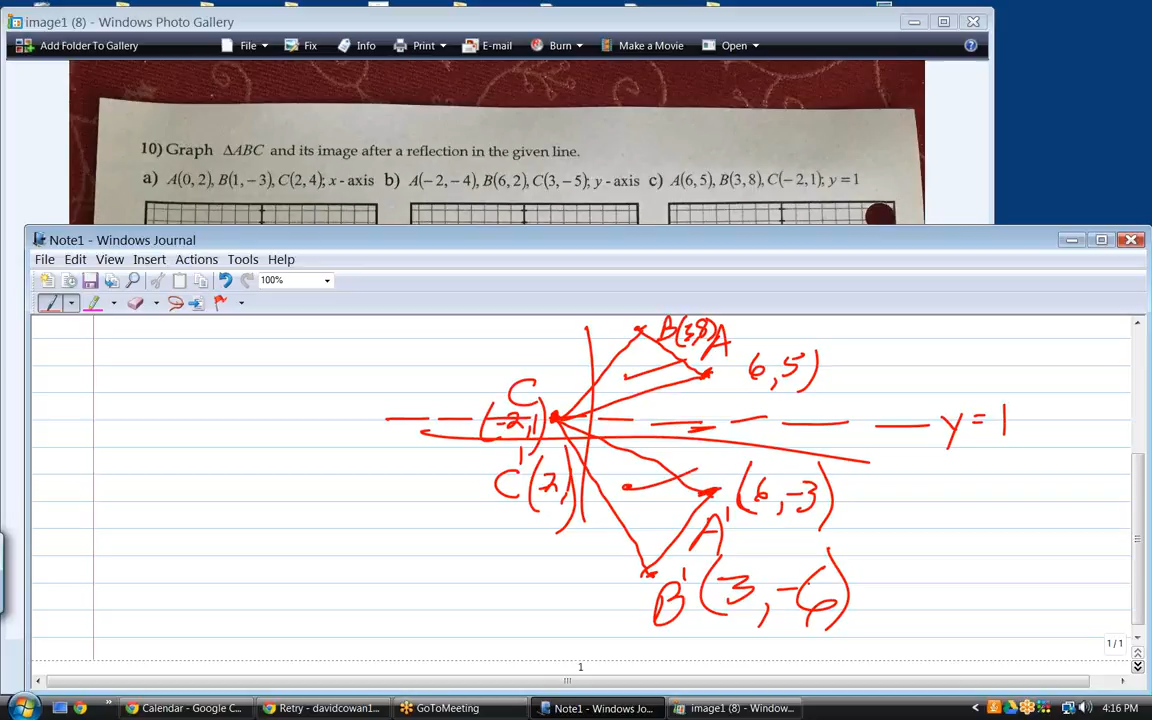 image1 (8) - Windows Photo Gallery
Add Folder To Gallery File Fix Info Print E-mail Burn Make a Movie Open
10) Graph ΔABC and its image after a reflection in the given line.
a) A(0, 2), B(1, −3), C(2, 4); x - axis b) A(−2, −4), B(6, 2), C(3, −5); y - axis c) A(6, 5), B(3, 8), C(−2, 1); y = 1
Note1 - Windows Journal
File Edit View Insert Actions Tools Help
100%
B(3,8) A
6, 5)
C
(-2, 1)
y = 1
C'(2, 1)
(6, -3)
A'
B'(3, -6)
1/1
1
Calendar - Google C... Retry - davidcowan1... GoToMeeting Note1 - Windows Jo... image1 (8) - Window... 4:16 PM